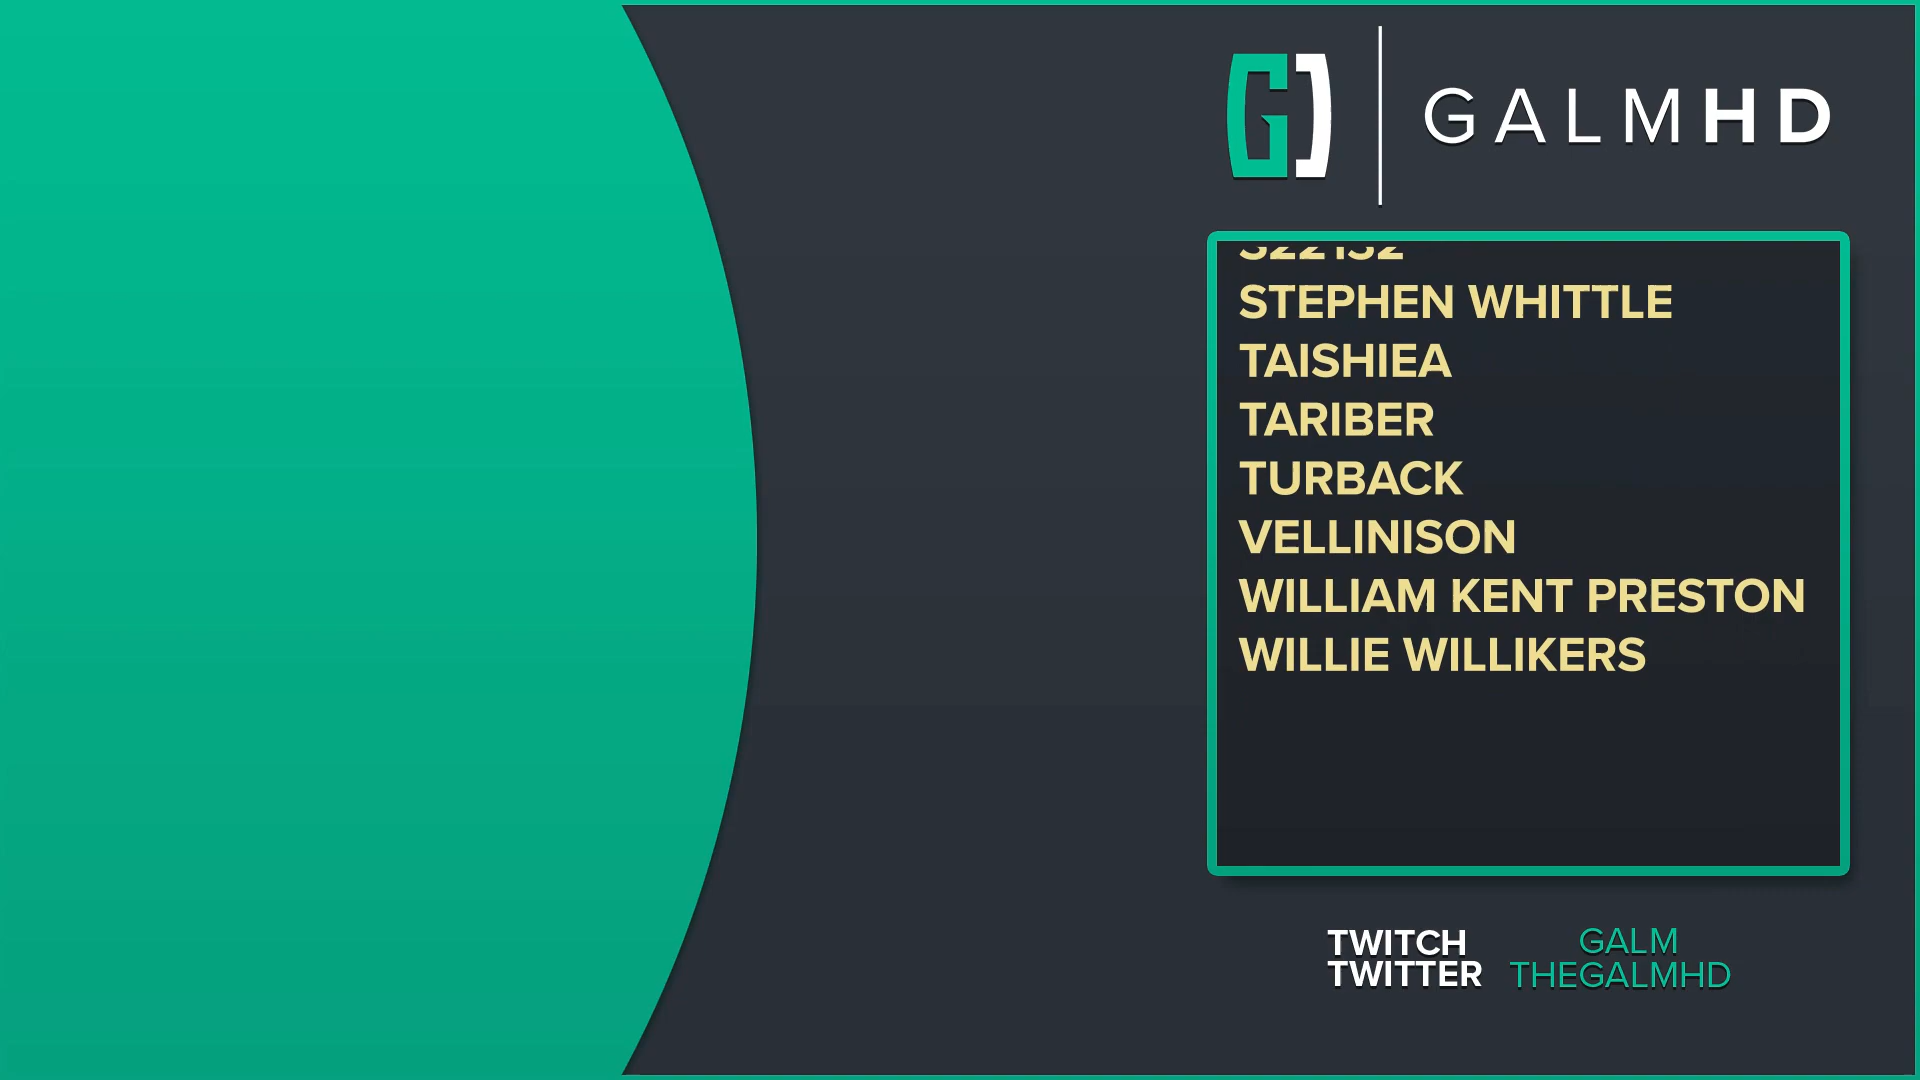 GALMHD
STEPHEN WHITTLE
TAISHIEA
TARIBER
TURBACK
VELLINISON
WILLIAM KENT PRESTON
WILLIE WILLIKERS
TWITCH GALM
TWITTER THEGALMHD